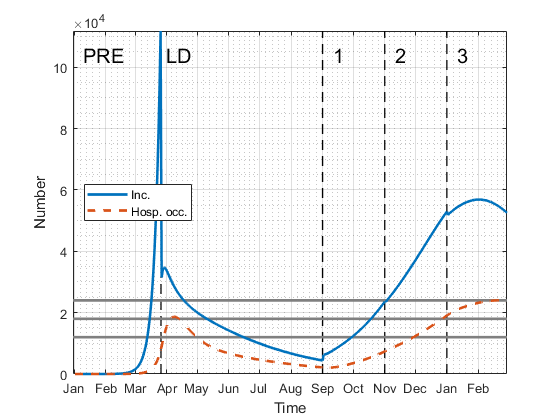 ×10^4
PRE LD 1 2 3
10
8
6
4
2
0
Number
Inc.
Hosp. occ.
Jan Feb Mar Apr May Jun Jul Aug Sep Oct Nov Dec Jan Feb
Time